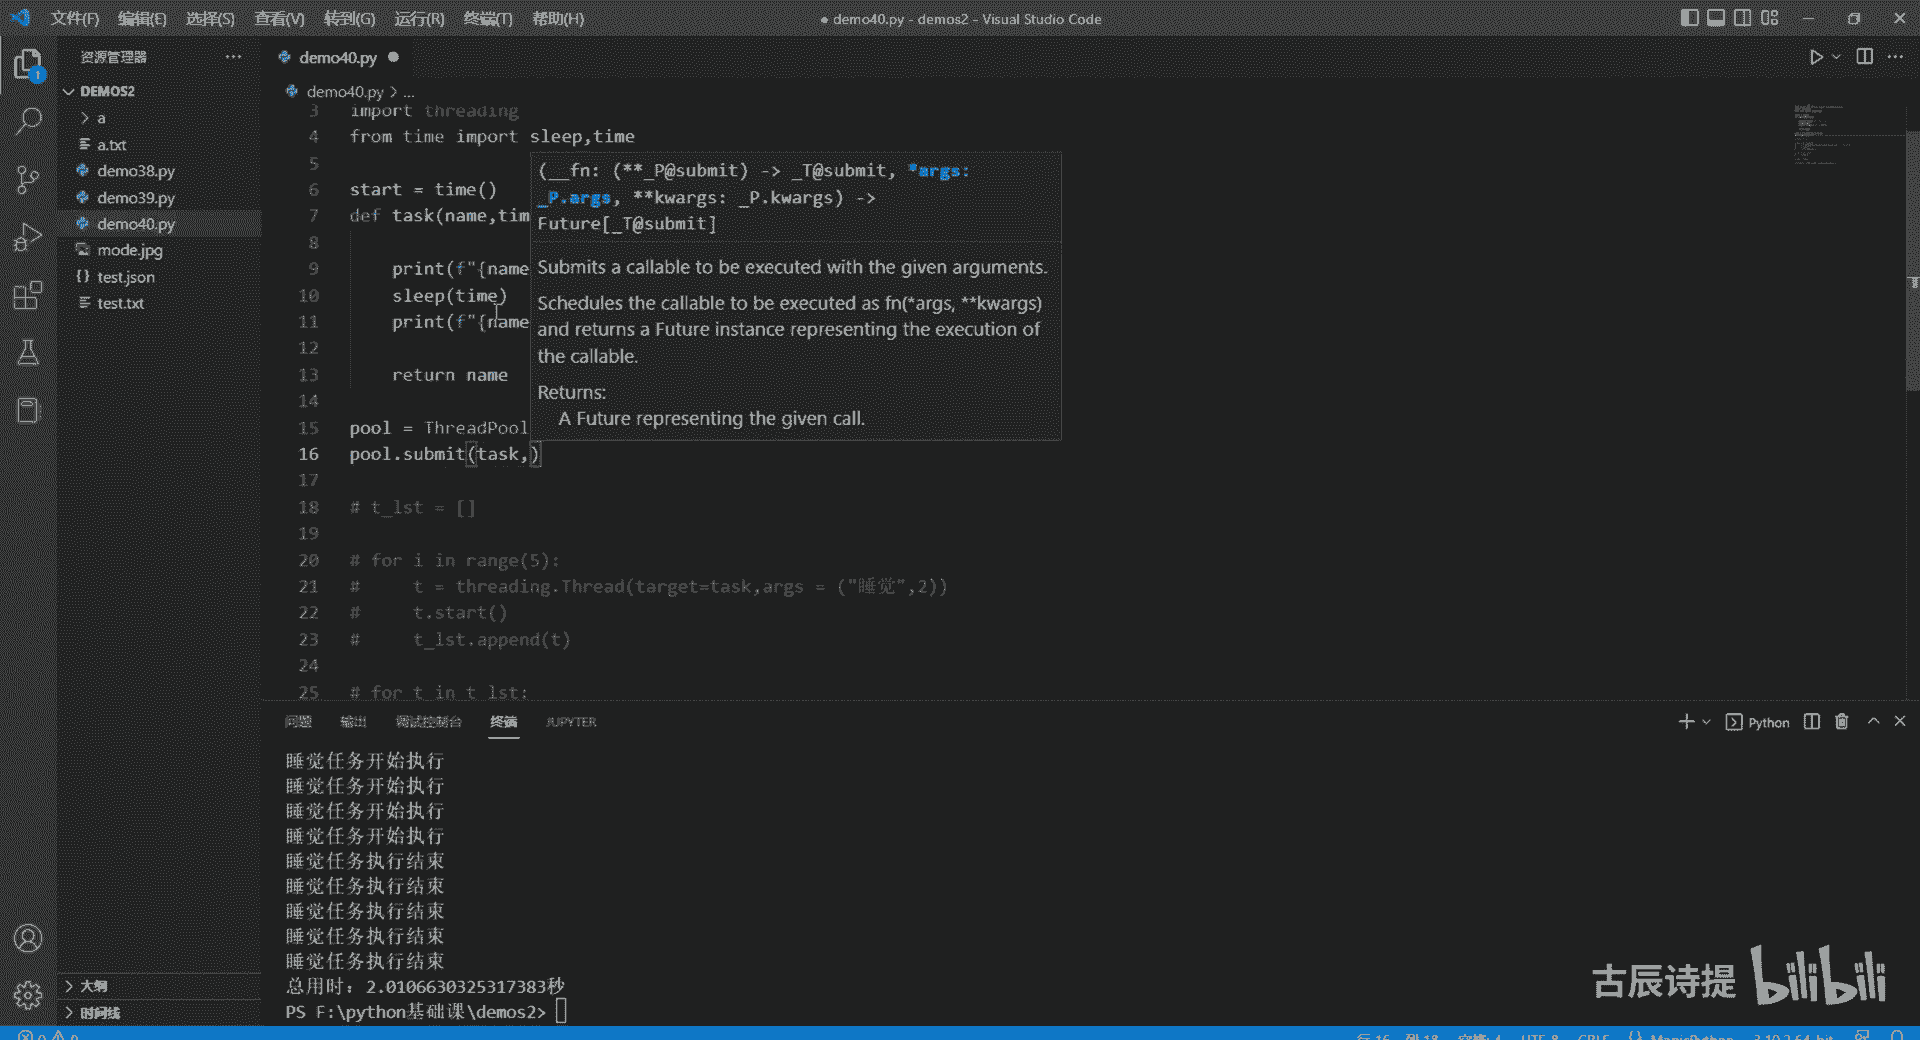 文件(F) 编辑(E) 选择(S) 查看(V) 转到(G) 运行(R) 终端(T) 帮助(H) ● demo40.py - demos2 - Visual Studio Code
资源管理器 ···
DEMOS2
a
a.txt
demo38.py
demo39.py
demo40.py
mode.jpg
test.json
test.txt
大纲
时间线
demo40.py
demo40.py > ...
3 import threading
4 from time import sleep,time
5
6 start = time()
7 def task(name,tim
8
9 print(f"{name
10 sleep(time)
11 print(f"{name
12
13 return name
14
15 pool = ThreadPool
16 pool.submit(task,)
17
18 # t_lst = []
19
20 # for i in range(5):
21 # t = threading.Thread(target=task,args = ("睡觉",2))
22 # t.start()
23 # t_lst.append(t)
24
25 # for t in t_lst:
(__fn: (**_P@submit) -> _T@submit, *args:
_P.args, **kwargs: _P.kwargs) ->
Future[_T@submit]
Submits a callable to be executed with the given arguments.
Schedules the callable to be executed as fn(*args, **kwargs)
and returns a Future instance representing the execution of
the callable.
Returns:
A Future representing the given call.
问题 输出 调试控制台 终端 JUPYTER
Python
睡觉任务开始执行
睡觉任务开始执行
睡觉任务开始执行
睡觉任务开始执行
睡觉任务执行结束
睡觉任务执行结束
睡觉任务执行结束
睡觉任务执行结束
睡觉任务执行结束
总用时：2.0106630325317383秒
PS F:\python基础课\demos2>
古辰诗提 bilibili